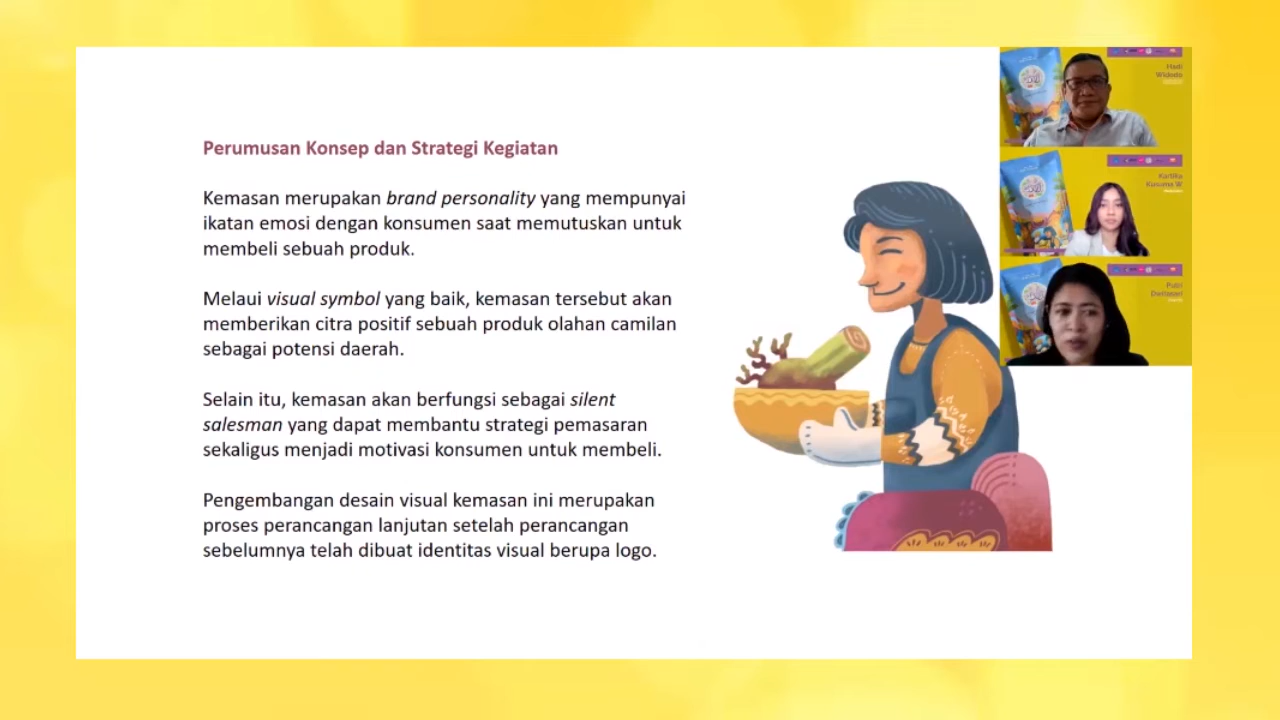 Perumusan Konsep dan Strategi Kegiatan
Kemasan merupakan brand personality yang mempunyai
ikatan emosi dengan konsumen saat memutuskan untuk
membeli sebuah produk.
Melaui visual symbol yang baik, kemasan tersebut akan
memberikan citra positif sebuah produk olahan camilan
sebagai potensi daerah.
Selain itu, kemasan akan berfungsi sebagai silent
salesman yang dapat membantu strategi pemasaran
sekaligus menjadi motivasi konsumen untuk membeli.
Pengembangan desain visual kemasan ini merupakan
proses perancangan lanjutan setelah perancangan
sebelumnya telah dibuat identitas visual berupa logo.
Hadi
Widodo
Kartika
Kusuma W
Putri
Dwitasari